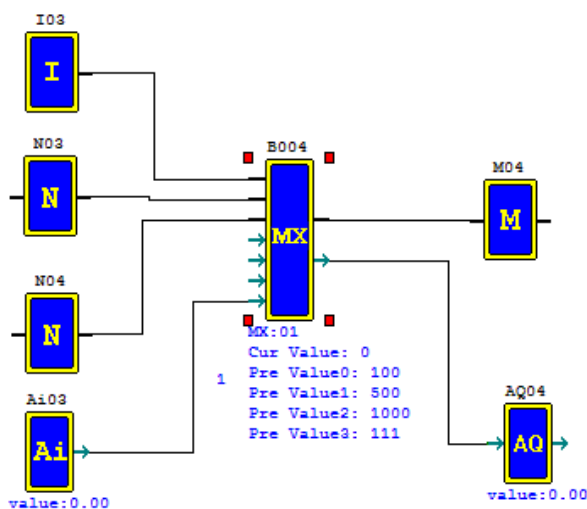 I03
I
N03
N
N04
N
Ai03
Ai
value:0.00
B004
MX
MX:01
Cur Value: 0
Pre Value0: 100
1
Pre Value1: 500
Pre Value2: 1000
Pre Value3: 111
M04
M
AQ04
AQ
value:0.00